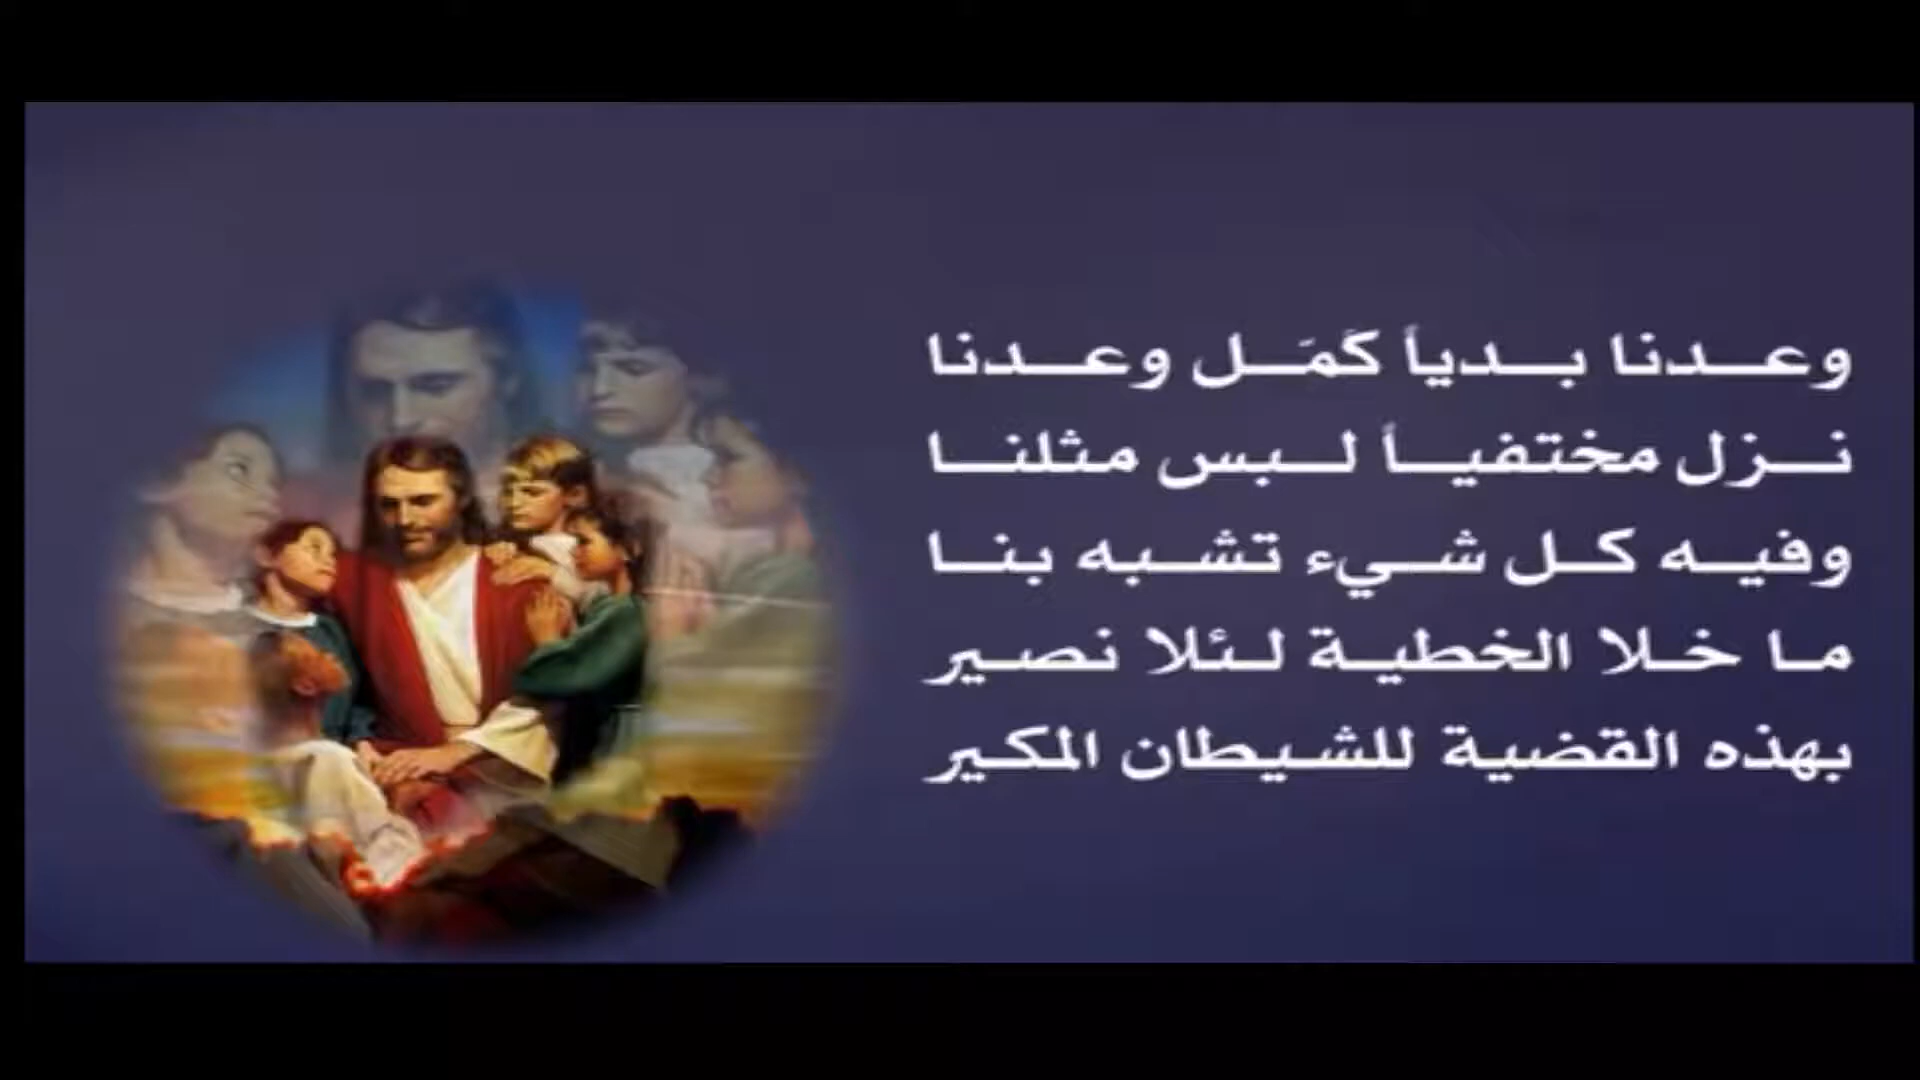 وعدنا بدياً كَمَل وعدنا
نزل مختفياً لبس مثلنا
وفيه كل شيء تشبه بنا
ما خلا الخطية لئلا نصير
بهذه القضية للشيطان المكير